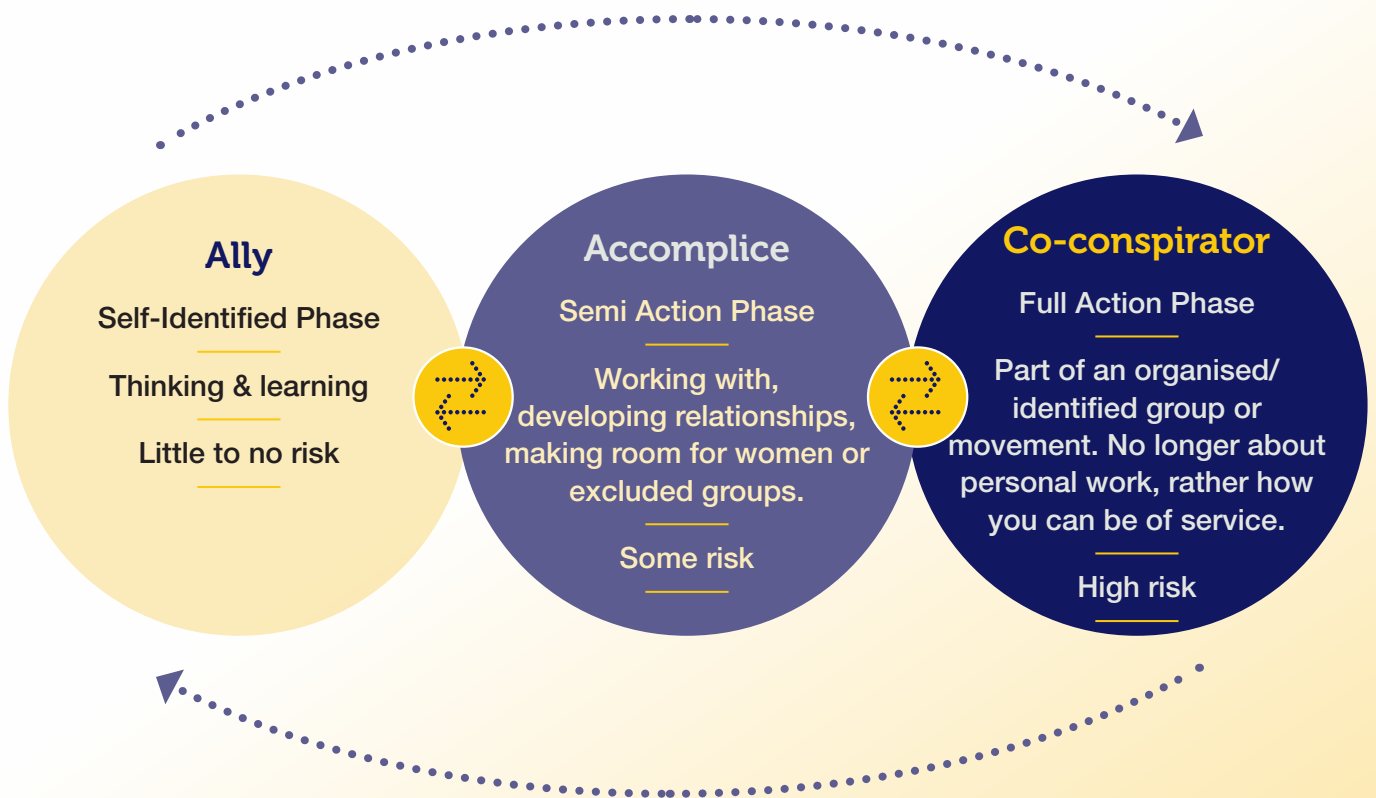 Ally
Self-Identified Phase
Thinking & learning
Little to no risk
Accomplice
Semi Action Phase
Working with,
developing relationships,
making room for women or
excluded groups.
Some risk
Co-conspirator
Full Action Phase
Part of an organised/
identified group or
movement. No longer about
personal work, rather how
you can be of service.
High risk